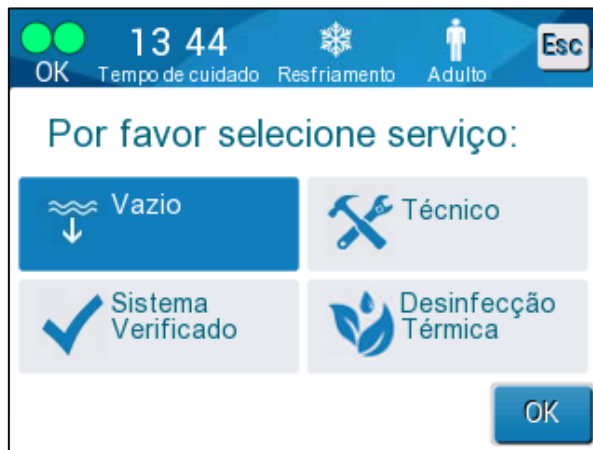 13 44
Esc
OK Tempo de cuidado Resfriamento Adulto
Por favor selecione serviço:
Vazio
Técnico
Sistema
Verificado
Desinfecção
Térmica
OK